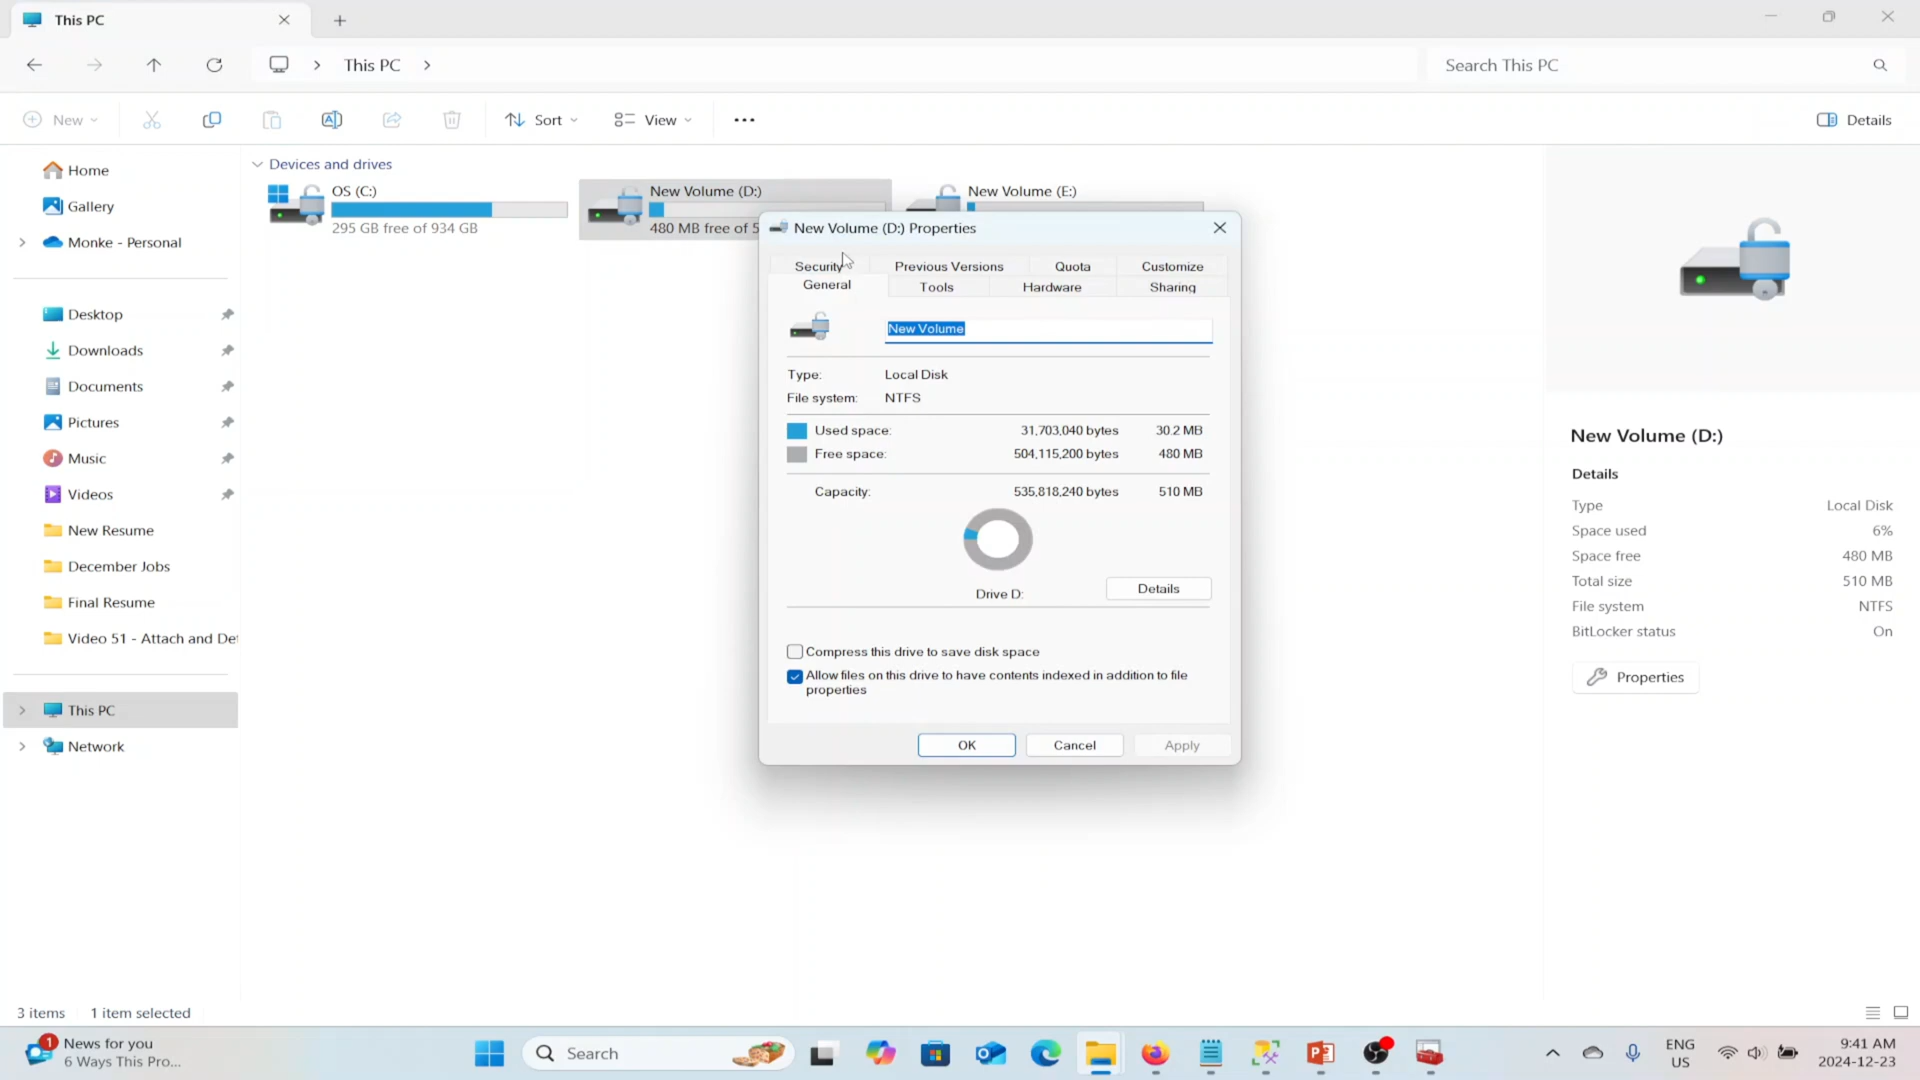 This PC
This PC
Search This PC
New
Sort
View
Details
Home
Gallery
Monke - Personal
Desktop
Downloads
Documents
Pictures
Music
Videos
New Resume
December Jobs
Final Resume
Video 51 - Attach and Det
This PC
Network
Devices and drives
OS (C:)
295 GB free of 934 GB
New Volume (D:)
480 MB free of 5
New Volume (E:)
New Volume (D:) Properties
Security Previous Versions Quota Customize
General Tools Hardware Sharing
New Volume
Type: Local Disk
File system: NTFS
Used space: 31,703,040 bytes 30.2 MB
Free space: 504,115,200 bytes 480 MB
Capacity: 535,818,240 bytes 510 MB
Drive D:
Details
Compress this drive to save disk space
Allow files on this drive to have contents indexed in addition to file
properties
OK Cancel Apply
New Volume (D:)
Details
Type Local Disk
Space used 6%
Space free 480 MB
Total size 510 MB
File system NTFS
BitLocker status On
Properties
3 items 1 item selected
1
News for you
6 Ways This Pro...
Search
ENG
US
9:41 AM
2024-12-23